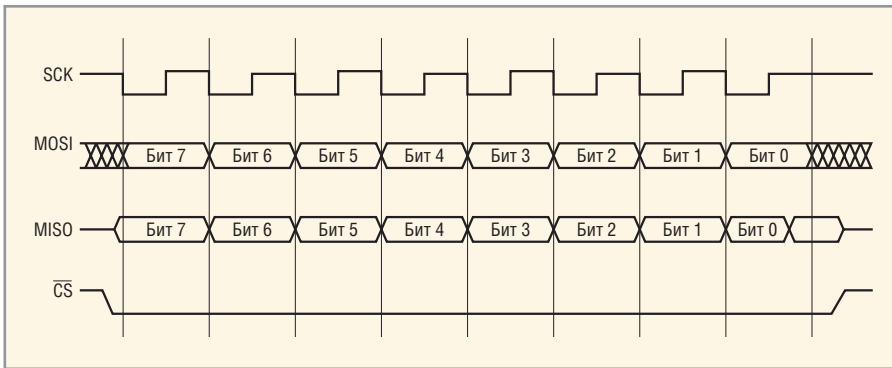 SCK
MOSI Бит 7 Бит 6 Бит 5 Бит 4 Бит 3 Бит 2 Бит 1 Бит 0
MISO Бит 7 Бит 6 Бит 5 Бит 4 Бит 3 Бит 2 Бит 1 Бит 0
C̅S̅